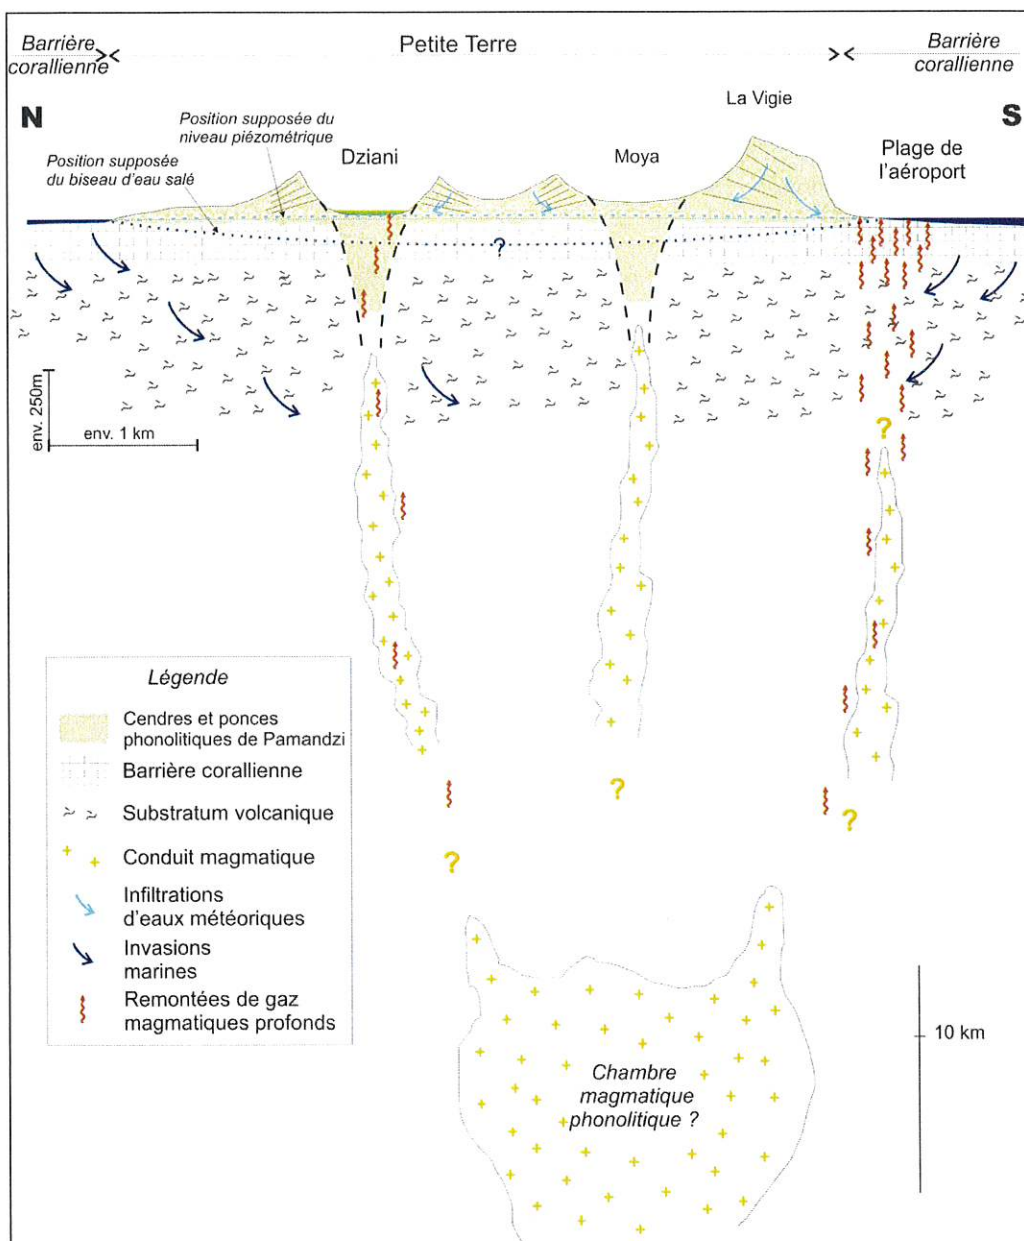 Barrière
corallienne
Petite Terre
Barrière
corallienne
N
S
La Vigie
Position supposée du
niveau piézométrique
Position supposée
du biseau d'eau salé
Dziani
Moya
Plage de
l'aéroport
?
env. 250m
env. 1 km
?
Légende
Cendres et ponces
phonolitiques de Pamandzi
Barrière corallienne
Substratum volcanique
Conduit magmatique
Infiltrations
d'eaux météoriques
Invasions
marines
Remontées de gaz
magmatiques profonds
?
?
?
10 km
Chambre
magmatique
phonolitique ?